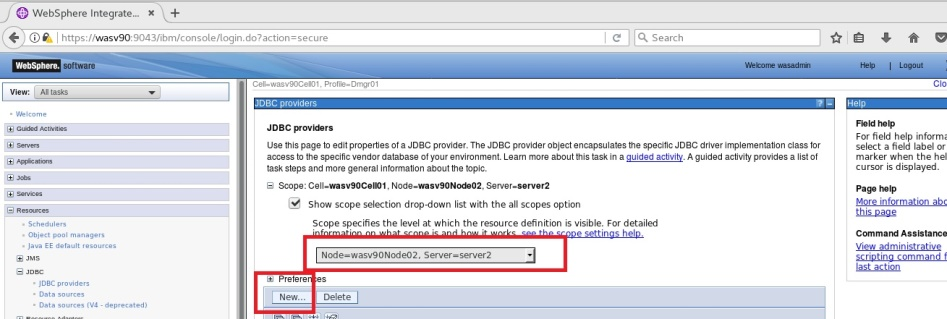 WebSphere Integrate...
https://wasv90:9043/ibm/console/login.do?action=secure
Search
WebSphere. software
Welcome wasadmin
Help | Logout
View: All tasks
Welcome
Guided Activities
Servers
Applications
Jobs
Services
Resources
Schedulers
Object pool managers
Java EE default resources
JMS
JDBC
JDBC providers
Data sources
Data sources (V4 - deprecated)
Resource Adapters
Cell=wasv90Cell01, Profile=Dmgr01
Clo
JDBC providers
? -
JDBC providers
Use this page to edit properties of a JDBC provider. The JDBC provider object encapsulates the specific JDBC driver implementation class for
access to the specific vendor database of your environment. Learn more about this task in a guided activity. A guided activity provides a list of
task steps and more general information about the topic.
Scope: Cell=wasv90Cell01, Node=wasv90Node02, Server=server2
Show scope selection drop-down list with the all scopes option
Scope specifies the level at which the resource definition is visible. For detailed
information on what scope is and how it works, see the scope settings help.
Node=wasv90Node02, Server=server2
Preferences
New...
Delete
Help
Field help
For field help informa
select a field label or
marker when the hel
cursor is displayed.
Page help
More information abo
this page
Command Assistance
View administrative
scripting command f
last action